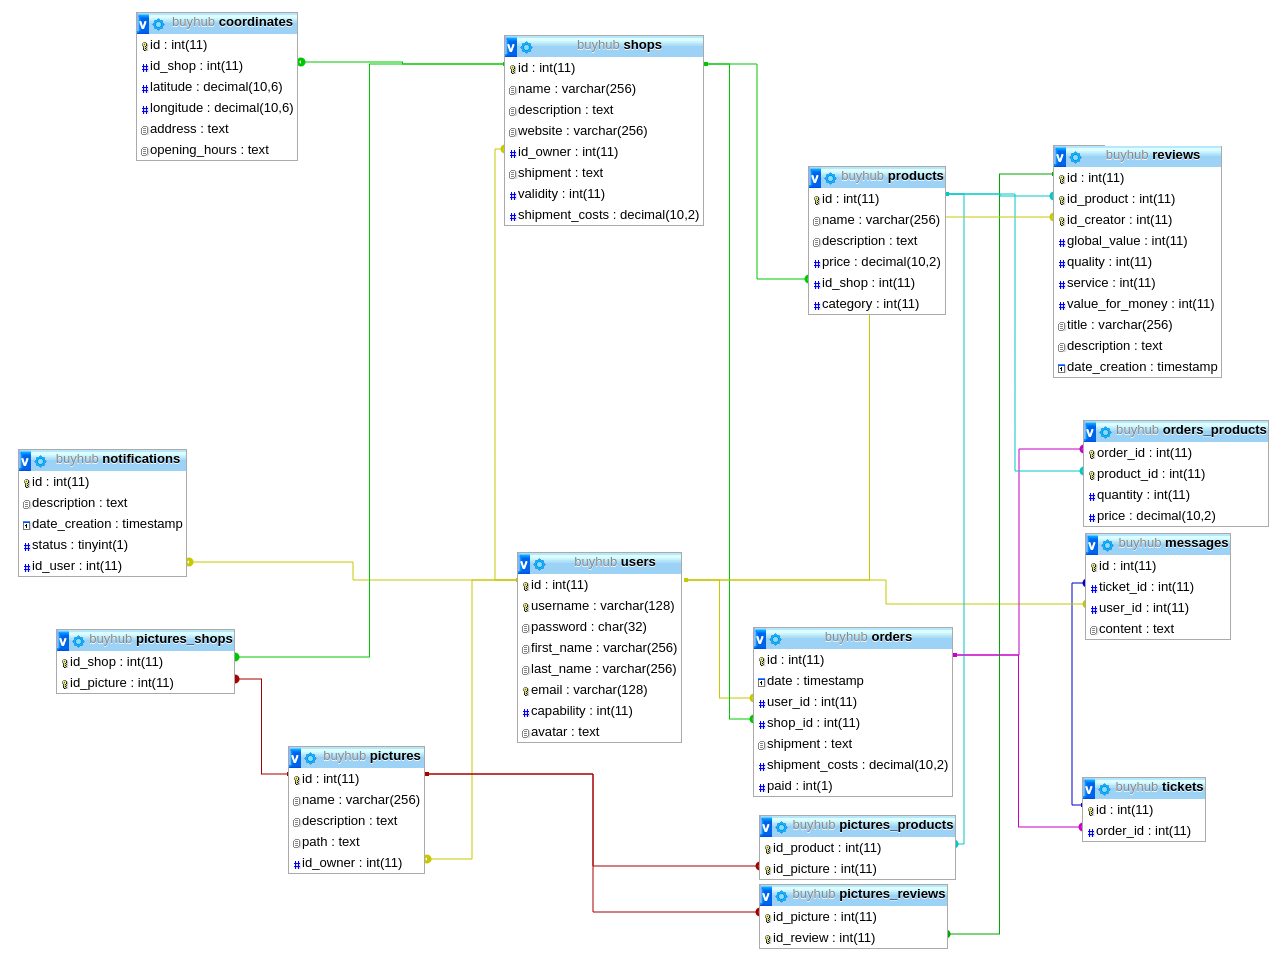 buyhub coordinates
id : int(11)
id_shop : int(11)
latitude : decimal(10,6)
longitude : decimal(10,6)
address : text
opening_hours : text
buyhub shops
id : int(11)
name : varchar(256)
description : text
website : varchar(256)
id_owner : int(11)
shipment : text
validity : int(11)
shipment_costs : decimal(10,2)
buyhub products
id : int(11)
name : varchar(256)
description : text
price : decimal(10,2)
id_shop : int(11)
category : int(11)
buyhub reviews
id : int(11)
id_product : int(11)
id_creator : int(11)
global_value : int(11)
quality : int(11)
service : int(11)
value_for_money : int(11)
title : varchar(256)
description : text
date_creation : timestamp
buyhub notifications
id : int(11)
description : text
date_creation : timestamp
status : tinyint(1)
id_user : int(11)
buyhub users
id : int(11)
username : varchar(128)
password : char(32)
first_name : varchar(256)
last_name : varchar(256)
email : varchar(128)
capability : int(11)
avatar : text
buyhub orders_products
order_id : int(11)
product_id : int(11)
quantity : int(11)
price : decimal(10,2)
buyhub messages
id : int(11)
ticket_id : int(11)
user_id : int(11)
content : text
buyhub pictures_shops
id_shop : int(11)
id_picture : int(11)
buyhub orders
id : int(11)
date : timestamp
user_id : int(11)
shop_id : int(11)
shipment : text
shipment_costs : decimal(10,2)
paid : int(1)
buyhub pictures
id : int(11)
name : varchar(256)
description : text
path : text
id_owner : int(11)
buyhub tickets
id : int(11)
order_id : int(11)
buyhub pictures_products
id_product : int(11)
id_picture : int(11)
buyhub pictures_reviews
id_picture : int(11)
id_review : int(11)